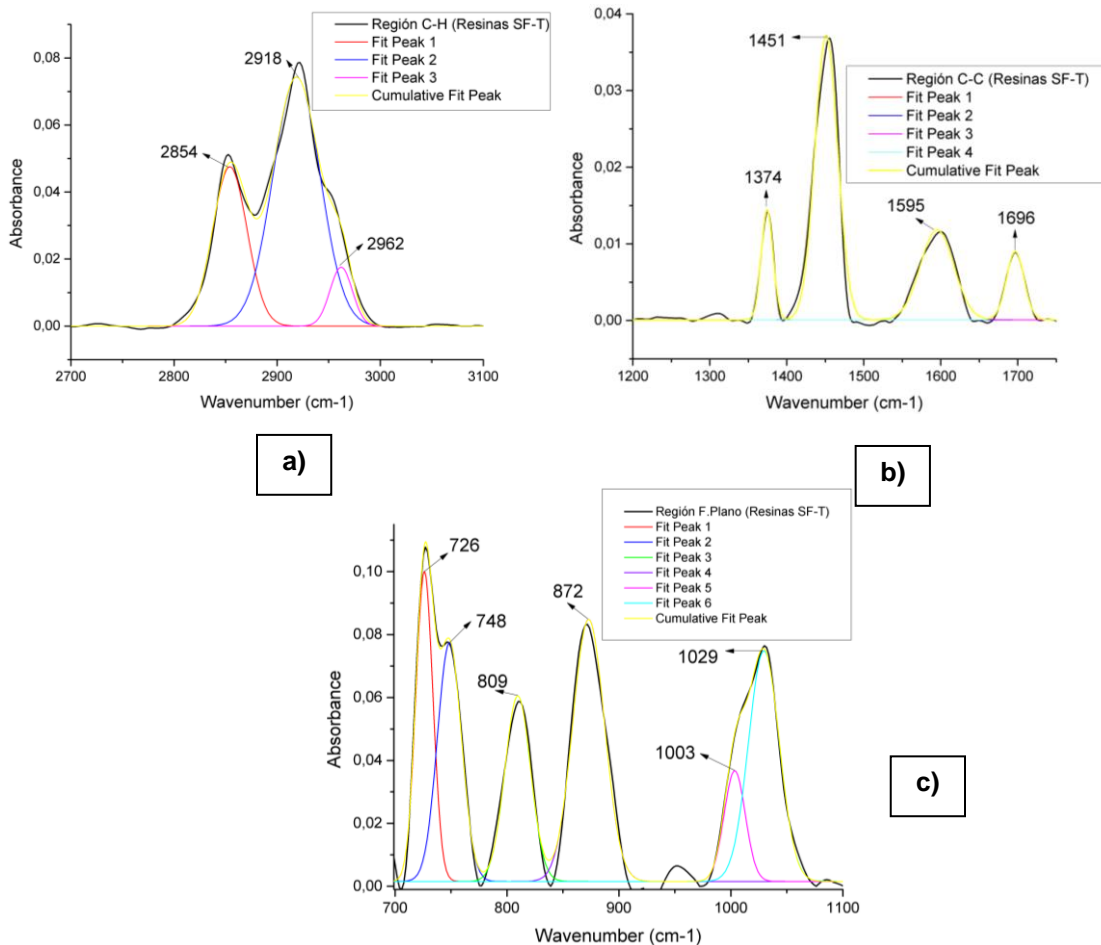 Región C-H (Resinas SF-T)
Fit Peak 1
Fit Peak 2
Fit Peak 3
Cumulative Fit Peak
2918
2854
2962
0,08
0,06
0,04
0,02
0,00
Absorbance
2700 2800 2900 3000 3100
Wavenumber (cm-1)
a)
Región C-C (Resinas SF-T)
Fit Peak 1
Fit Peak 2
Fit Peak 3
Fit Peak 4
Cumulative Fit Peak
1451
1374
1595
1696
0,04
0,03
0,02
0,01
0,00
Absorbance
1200 1300 1400 1500 1600 1700
Wavenumber (cm-1)
b)
Región F.Plano (Resinas SF-T)
Fit Peak 1
Fit Peak 2
Fit Peak 3
Fit Peak 4
Fit Peak 5
Fit Peak 6
Cumulative Fit Peak
726
748
809
872
1029
1003
0,10
0,08
0,06
0,04
0,02
0,00
Absorbance
700 800 900 1000 1100
Wavenumber (cm-1)
c)